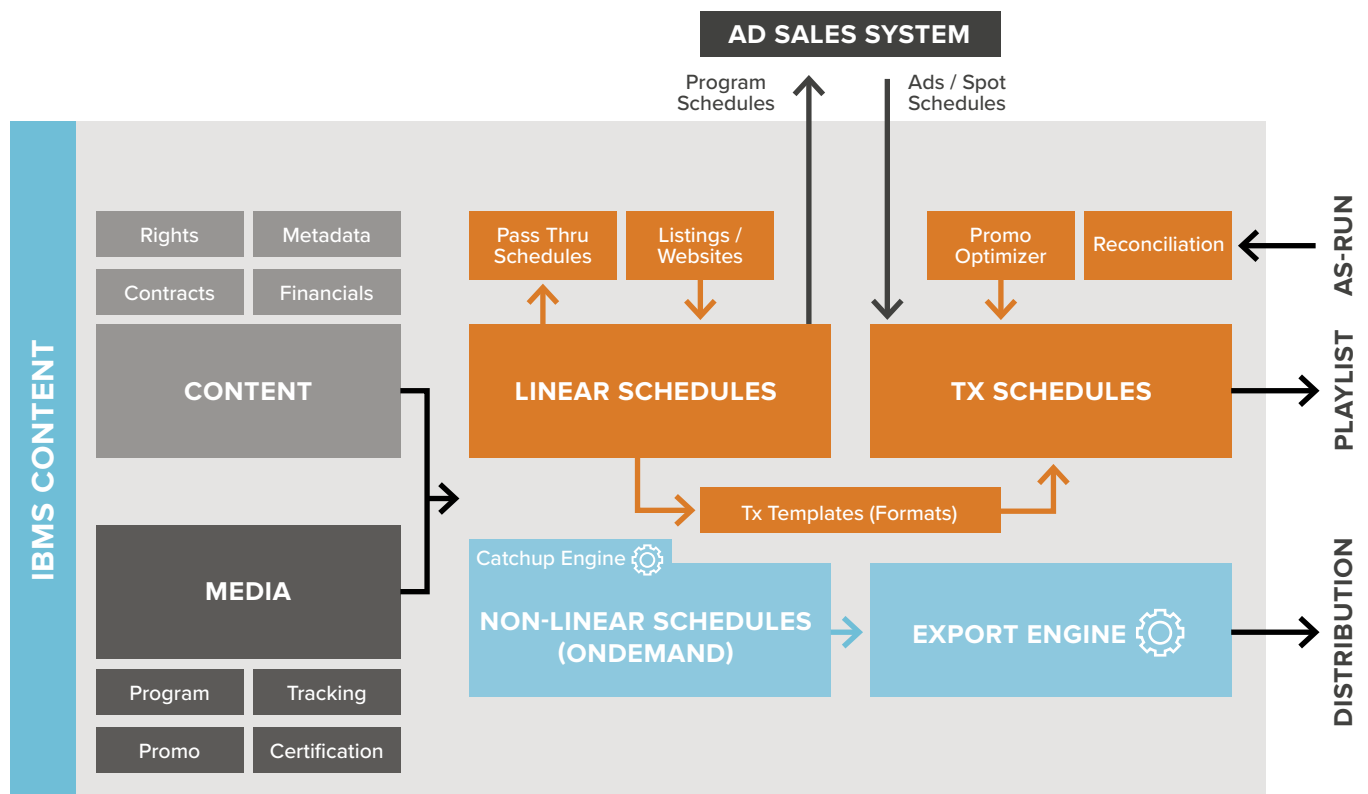 AD SALES SYSTEM
Program
Schedules
Ads / Spot
Schedules
IBMS CONTENT
Rights
Metadata
Contracts
Financials
CONTENT
MEDIA
Program
Tracking
Promo
Certification
Pass Thru
Schedules
Listings /
Websites
LINEAR SCHEDULES
Promo
Optimizer
Reconciliation
TX SCHEDULES
Tx Templates (Formats)
Catchup Engine
NON-LINEAR SCHEDULES
(ONDEMAND)
EXPORT ENGINE
AS-RUN
PLAYLIST
DISTRIBUTION